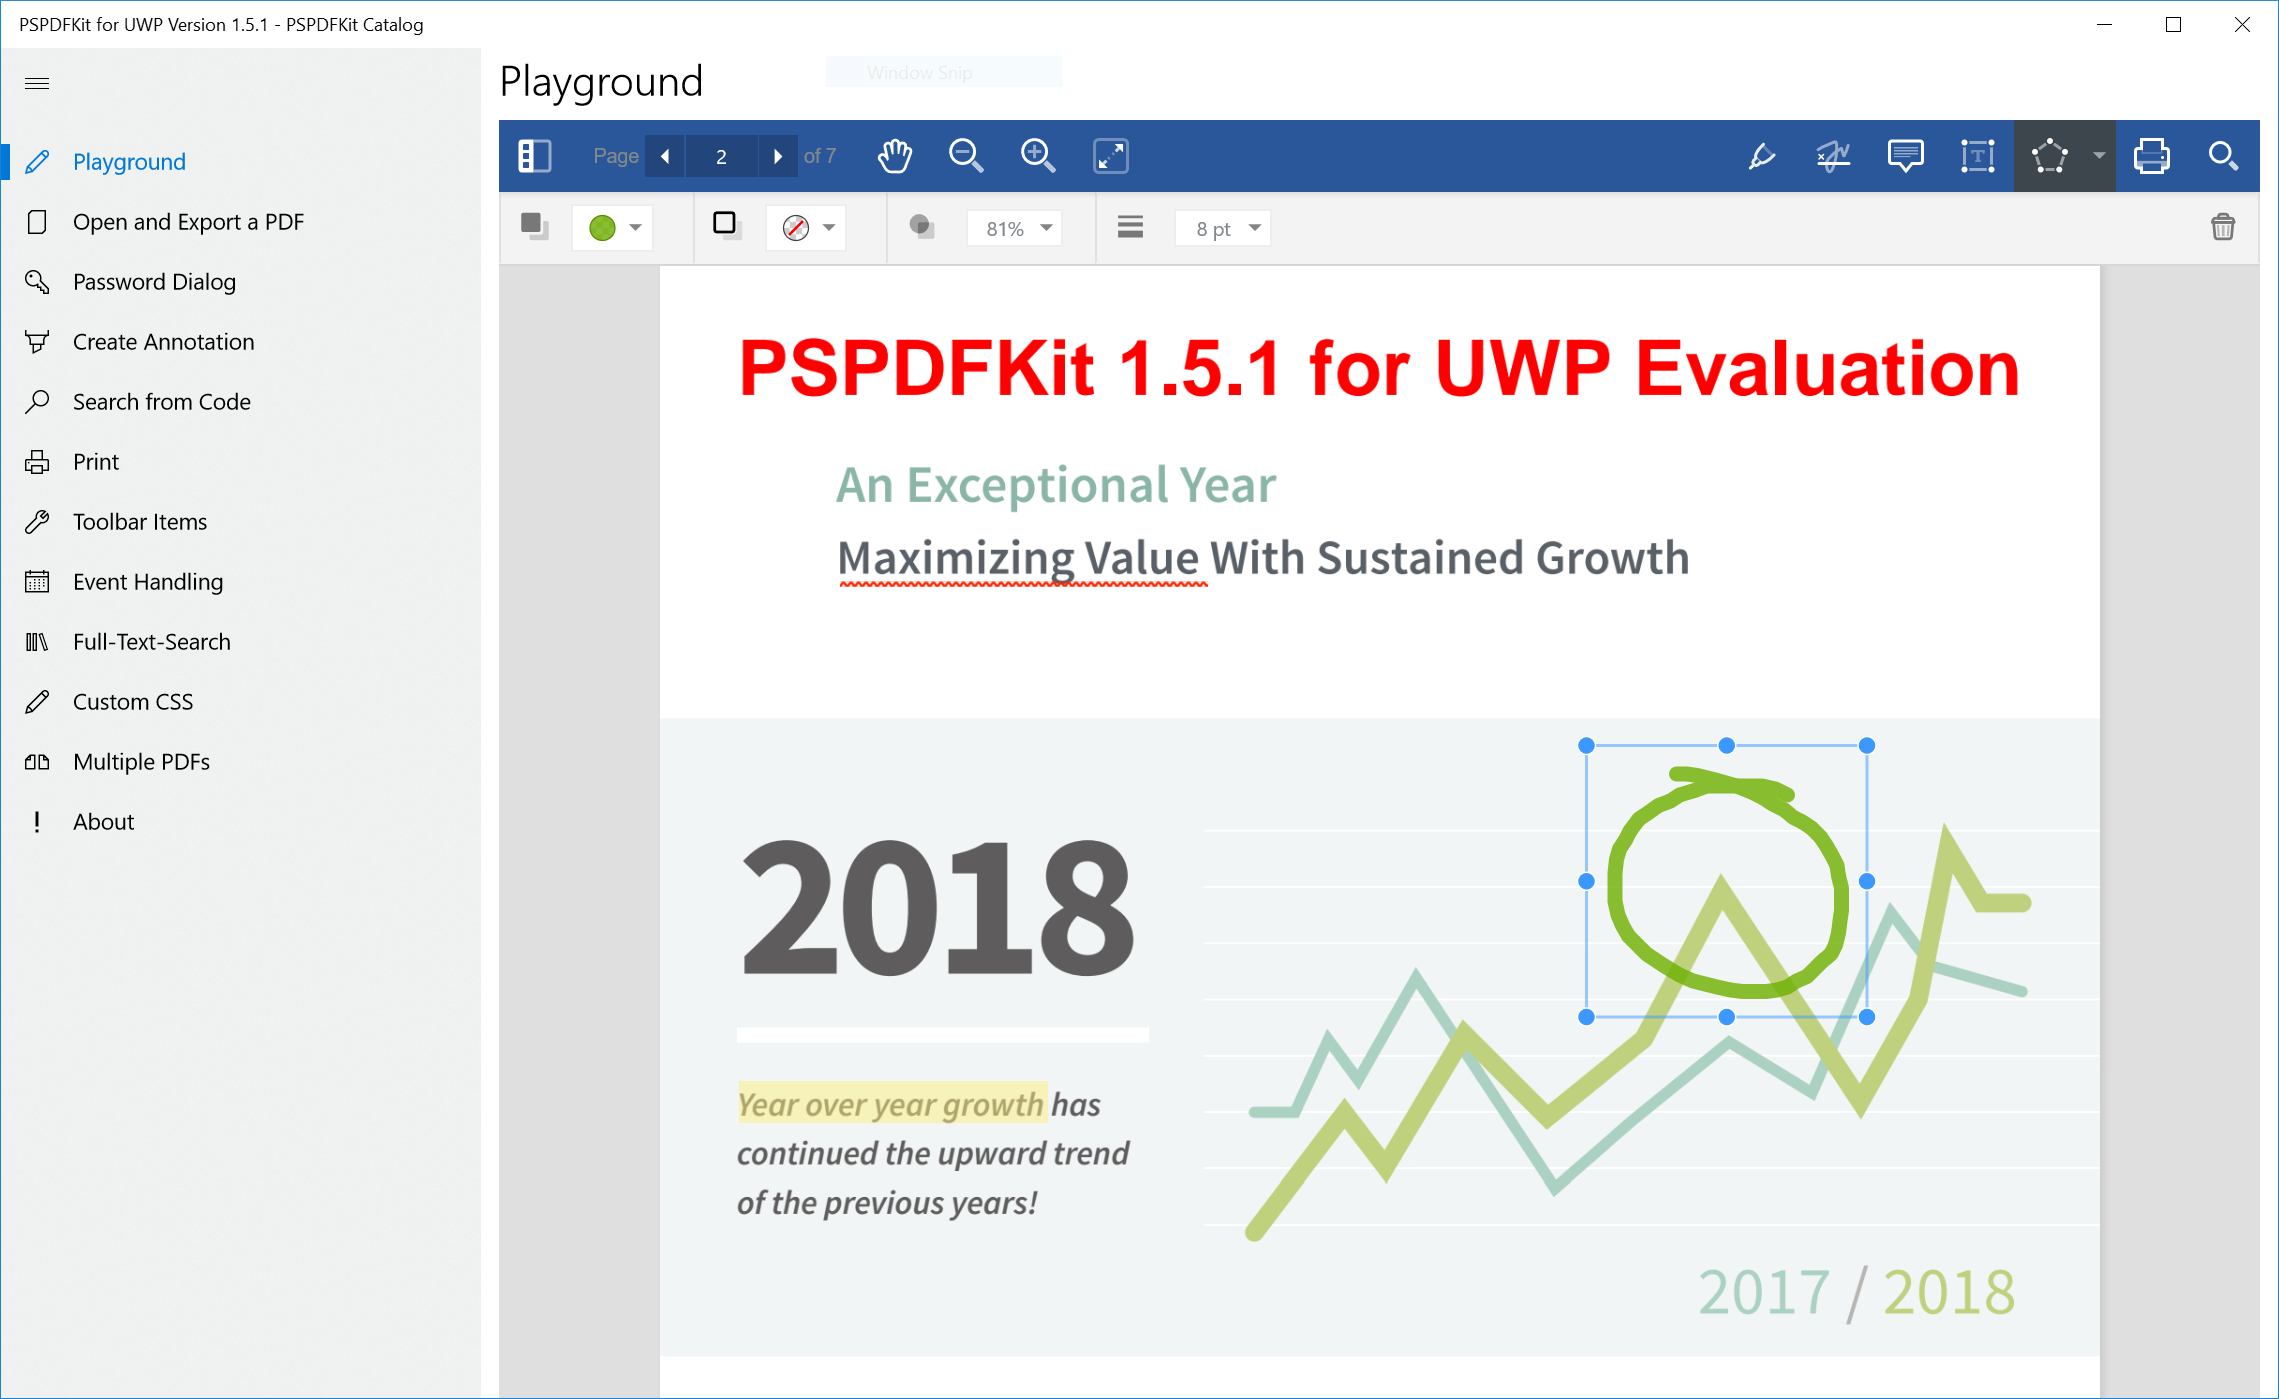 PSPDFKit for UWP Version 1.5.1 - PSPDFKit Catalog
Playground
Open and Export a PDF
Password Dialog
Create Annotation
Search from Code
Print
Toolbar Items
Event Handling
Full-Text-Search
Custom CSS
Multiple PDFs
About
Playground
Window Snip
Page 2 of 7
81%
8 pt
PSPDFKit 1.5.1 for UWP Evaluation
An Exceptional Year
Maximizing Value With Sustained Growth
2018
Year over year growth has
continued the upward trend
of the previous years!
2017 / 2018